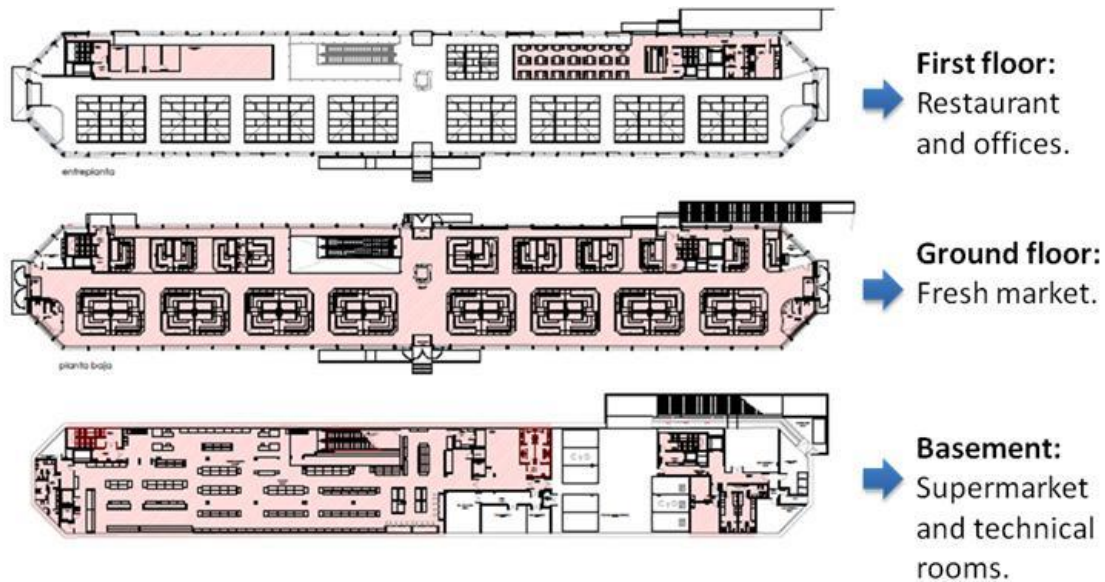 First floor:
Restaurant
and offices.
entreplanta
Ground floor:
Fresh market.
planta baja
Basement:
Supermarket
and technical
rooms.